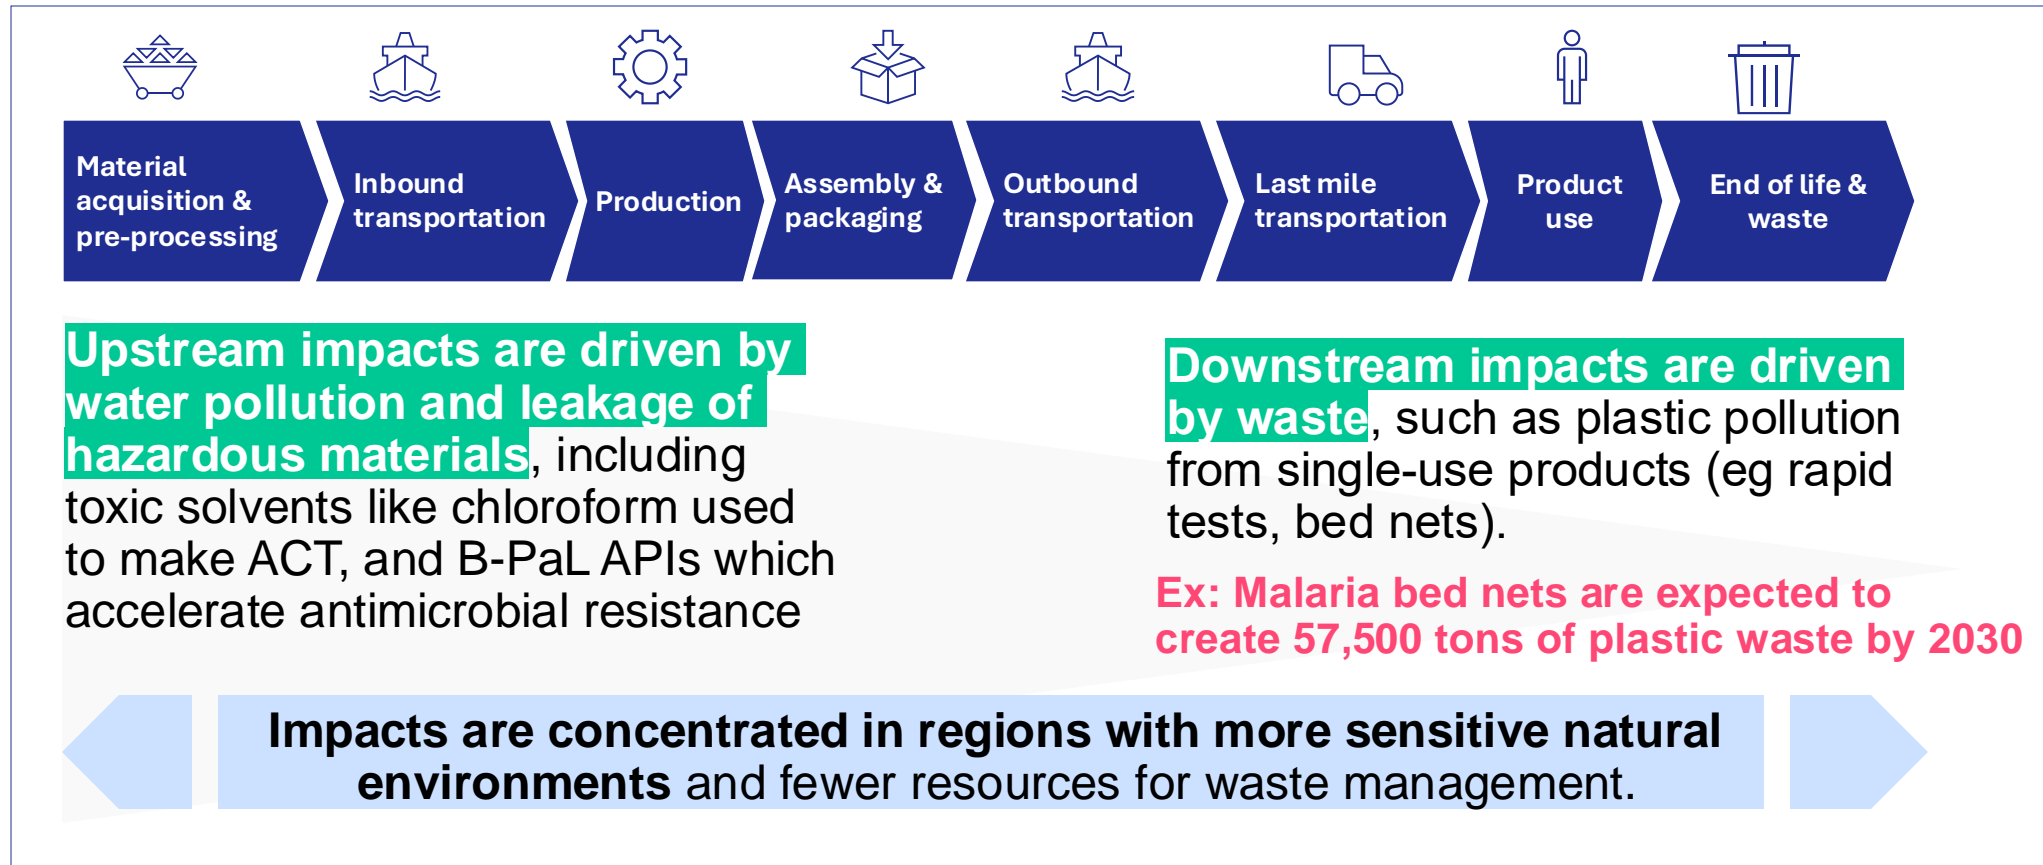 Material
acquisition &
pre-processing
Inbound
transportation
Production
Assembly &
packaging
Outbound
transportation
Last mile
transportation
Product
use
End of life &
waste
Upstream impacts are driven by
water pollution and leakage of
hazardous materials, including
toxic solvents like chloroform used
to make ACT, and B-PaL APIs which
accelerate antimicrobial resistance
Downstream impacts are driven
by waste, such as plastic pollution
from single-use products (eg rapid
tests, bed nets).
Ex: Malaria bed nets are expected to
create 57,500 tons of plastic waste by 2030
Impacts are concentrated in regions with more sensitive natural
environments and fewer resources for waste management.